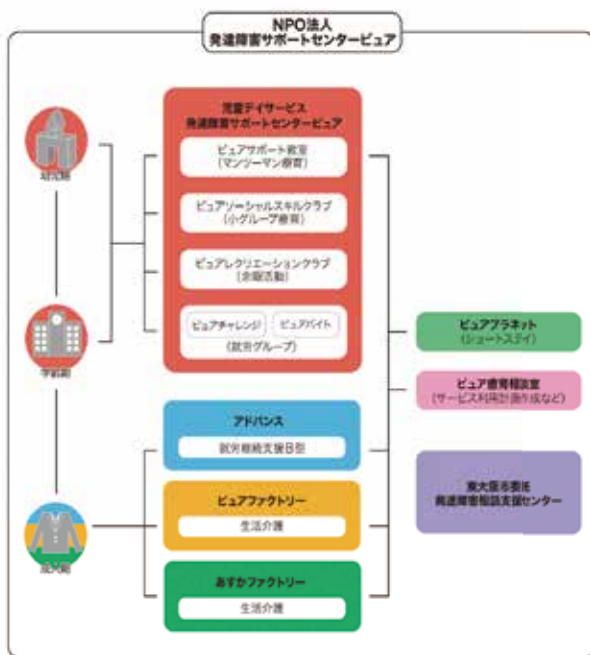 NPO法人
発達障害サポートセンターピュア
児童デイサービス
発達障害サポートセンターピュア
ピュアサポート教室
(マンツーマン療育)
ピュアソーシャルスキルクラブ
(小グループ療育)
ピュアレクリエーションクラブ
(余暇活動)
ピュアチャレンジ
ピュアバイト
(就労グループ)
幼児期
学齢期
成人期
アドバンス
就労継続支援B型
ピュアファクトリー
生活介護
あすかファクトリー
生活介護
ピュアプラネット
(ショートステイ)
ピュア療育相談室
(サービス利用計画作成など)
東大阪市委託
発達障害相談支援センター